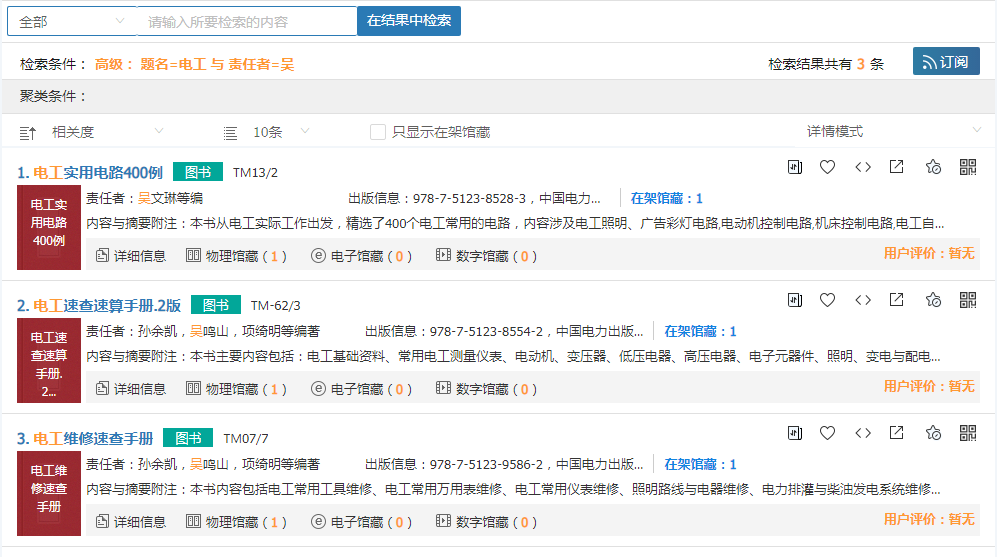 全部 请输入所要检索的内容 在结果中检索
检索条件： 高级： 题名=电工 与 责任者=吴 检索结果共有 3 条 订阅
聚类条件：
相关度 10条 只显示在架馆藏 详情模式
1. 电工实用电路400例 图书 TM13/2
电工实
用电路
400例
责任者：吴文琳等编 出版信息：978-7-5123-8528-3，中国电力... 在架馆藏：1
内容与摘要附注：本书从电工实际工作出发，精选了400个电工常用的电路，内容涉及电工照明、广告彩灯电路,电动机控制电路,机床控制电路,电工自...
详细信息 物理馆藏 ( 1 ) 电子馆藏 ( 0 ) 数字馆藏 ( 0 ) 用户评价：暂无
2. 电工速查速算手册.2版 图书 TM-62/3
电工速
查速算
手册.
2...
责任者：孙余凯，吴鸣山，项绮明等编著 出版信息：978-7-5123-8554-2，中国电力出版... 在架馆藏：1
内容与摘要附注：本书主要内容包括：电工基础资料、常用电工测量仪表、电动机、变压器、低压电器、高压电器、电子元器件、照明、变电与配电...
详细信息 物理馆藏 ( 1 ) 电子馆藏 ( 0 ) 数字馆藏 ( 0 ) 用户评价：暂无
3. 电工维修速查手册 图书 TM07/7
电工维
修速查
手册
责任者：孙余凯，吴鸣山，项绮明等编著 出版信息：978-7-5123-9586-2，中国电力出版... 在架馆藏：1
内容与摘要附注：本书内容包括电工常用工具维修、电工常用万用表维修、电工常用仪表维修、照明路线与电器维修、电力排灌与柴油发电系统维修...
详细信息 物理馆藏 ( 1 ) 电子馆藏 ( 0 ) 数字馆藏 ( 0 ) 用户评价：暂无